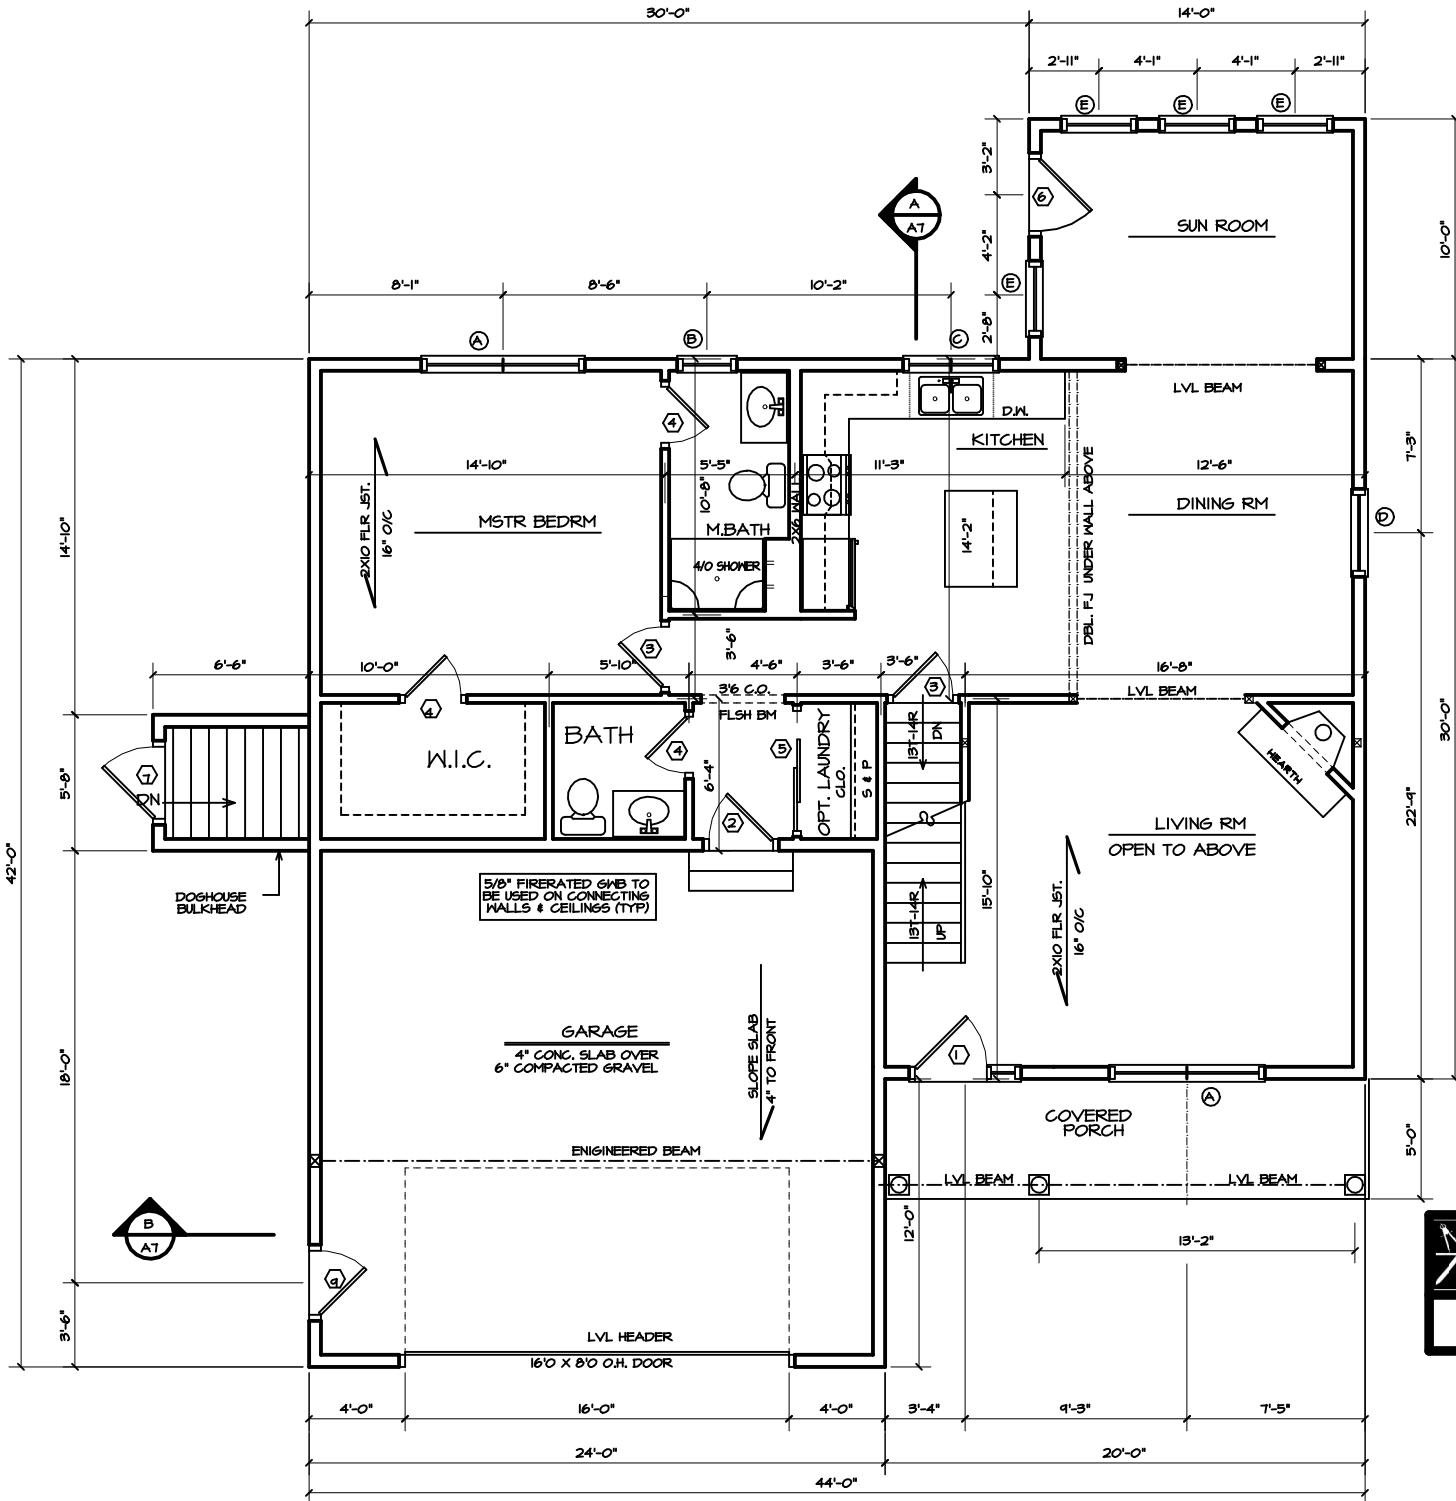 30'-0"
14'-0"
2'-11"
4'-1"
4'-1"
2'-11"
E
E
E
3'-2"
6
A
A7
SUN ROOM
4'-2"
10'-0"
E
8'-1"
8'-6"
10'-2"
2'-8"
A
B
C
LVL BEAM
D.W.
4
KITCHEN
7'-3"
14'-10"
5'-5"
11'-3"
12'-6"
10'-8"
2X6 WALL
DBL. FJ UNDER WALL ABOVE
DINING RM
D
2X10 FLR JST.
16" O/C
MSTR BEDRM
M.BATH
14'-2"
14'-10"
4/0 SHOWER
3
3'-6"
6'-6"
10'-0"
5'-10"
4'-6"
3'-6"
3'-6"
16'-8"
3
3'6 C.O.
LVL BEAM
4
FLSH BM
30'-0"
BATH
4
5
OPT. LAUNDRY
CLO.
S & P
13T-14R
DN
W.I.C.
HEARTH
7
DN
5'-8"
6'-4"
22'-9"
2
LIVING RM
OPEN TO ABOVE
42'-0"
DOGHOUSE
BULKHEAD
5/8" FIRERATED GWB TO
BE USED ON CONNECTING
WALLS & CEILINGS (TYP)
15'-10"
13T-14R
UP
2X10 FLR JST.
16" O/C
GARAGE
4" CONC. SLAB OVER
6" COMPACTED GRAVEL
SLOPE SLAB
4" TO FRONT
18'-0"
1
A
COVERED
PORCH
5'-0"
ENIGINEERED BEAM
LVL BEAM
LVL BEAM
12'-0"
B
A7
13'-2"
9
3'-6"
LVL HEADER
16'0 X 8'0 O.H. DOOR
4'-0"
16'-0"
4'-0"
3'-4"
9'-3"
7'-5"
24'-0"
20'-0"
44'-0"